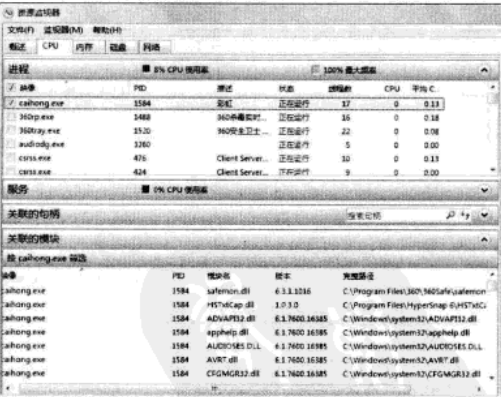 资源监视器
文件(F) 监视器(M) 帮助(H)
概述 CPU 内存 磁盘 网络
进程 8% CPU 使用率 100% 最大频率
映像 PID 描述 状态 线程数 CPU 平均 C...
caihong.exe 1584 彩虹 正在运行 17 0 0.13
360rp.exe 1488 360杀毒实时... 正在运行 16 0 0.18
360tray.exe 1520 360安全卫士... 正在运行 22 0 0.08
audiodg.exe 3260 正在运行 5 0 0.00
csrss.exe 476 Client Server... 正在运行 10 0 0.13
csrss.exe 424 Client Server... 正在运行 9 0 0.00
服务 0% CPU 使用率
关联的句柄 搜索句柄
关联的模块
按 caihong.exe 筛选
映像 PID 模块名 版本 完整路径
caihong.exe 1584 safemon.dll 6.3.1.1016 C:\Program Files\360\360Safe\safemon
caihong.exe 1584 HSTxtCap.dll 1.0.3.0 C:\Program Files\HyperSnap 6\HSTxtC
caihong.exe 1584 ADVAPI32.dll 6.1.7600.16385 C:\Windows\system32\ADVAPI32.dll
caihong.exe 1584 apphelp.dll 6.1.7600.16385 C:\Windows\system32\apphelp.dll
caihong.exe 1584 AUDIOSES.DLL 6.1.7600.16385 C:\Windows\system32\AUDIOSES.DLL
caihong.exe 1584 AVRT.dll 6.1.7600.16385 C:\Windows\system32\AVRT.dll
caihong.exe 1584 CFGMGR32.dll 6.1.7600.16385 C:\Windows\system32\CFGMGR32.dll